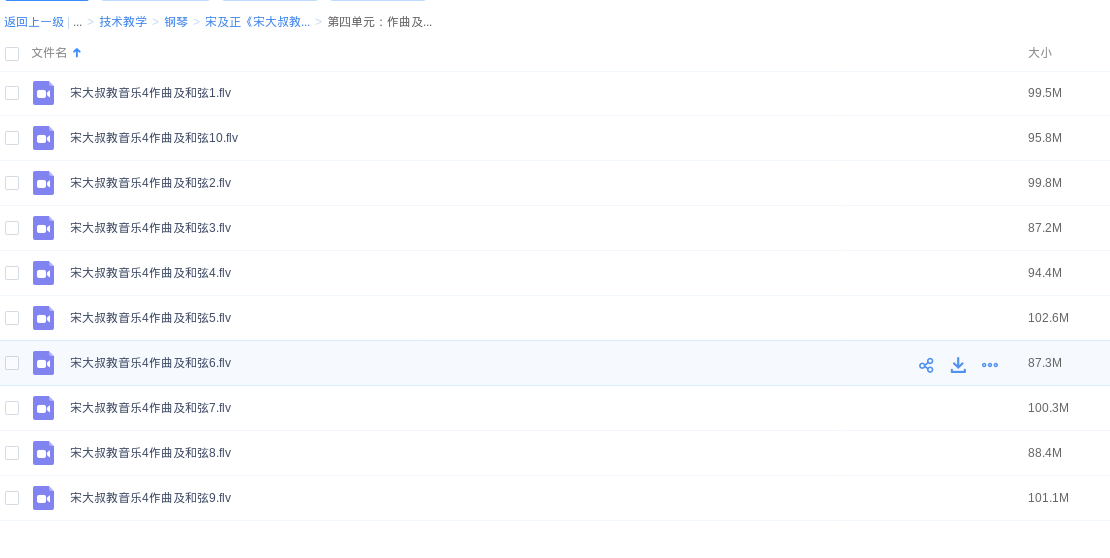 返回上一级 | ... > 技术教学 > 钢琴 > 宋及正《宋大叔教... > 第四单元：作曲及...
文件名 大小
宋大叔教音乐4作曲及和弦1.flv 99.5M
宋大叔教音乐4作曲及和弦10.flv 95.8M
宋大叔教音乐4作曲及和弦2.flv 99.8M
宋大叔教音乐4作曲及和弦3.flv 87.2M
宋大叔教音乐4作曲及和弦4.flv 94.4M
宋大叔教音乐4作曲及和弦5.flv 102.6M
宋大叔教音乐4作曲及和弦6.flv 87.3M
宋大叔教音乐4作曲及和弦7.flv 100.3M
宋大叔教音乐4作曲及和弦8.flv 88.4M
宋大叔教音乐4作曲及和弦9.flv 101.1M